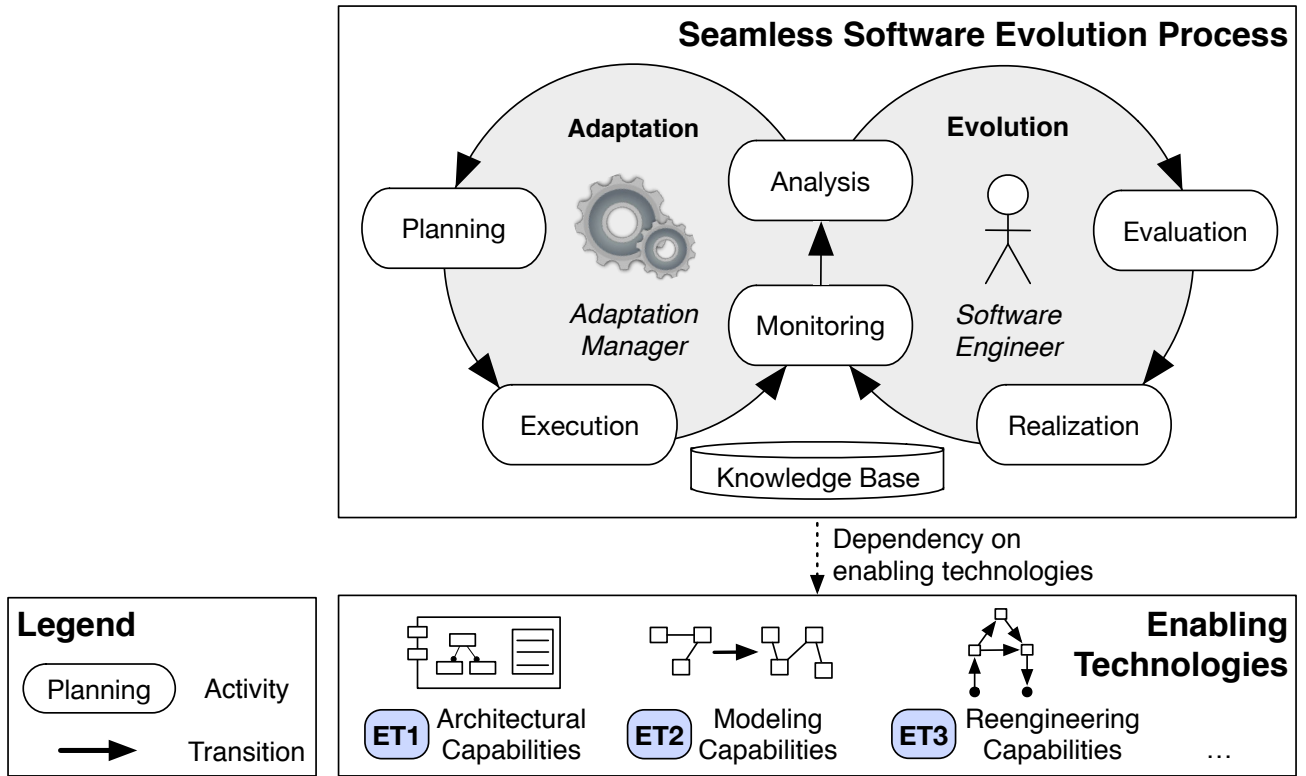 Seamless Software Evolution Process
Adaptation
Evolution
Analysis
Planning
Evaluation
Adaptation
Manager
Monitoring
Software
Engineer
Execution
Realization
Knowledge Base
Dependency on
enabling technologies
Legend
Planning
Activity
Transition
Enabling
Technologies
ET1
Architectural
Capabilities
ET2
Modeling
Capabilities
ET3
Reengineering
Capabilities
...